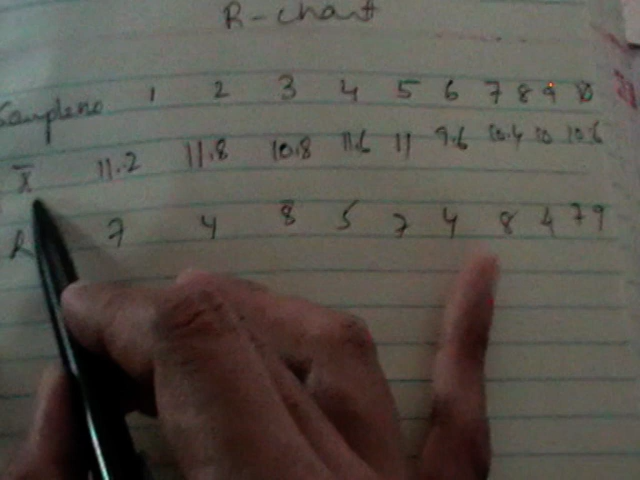 R-chart
Sample no 1 2 3 4 5 6 7 8 9 10
X̄ 11.2 11.8 10.8 11.6 11 9.6 10.4 10 10.6
R 7 4 8 5 7 4 8 4 7 9